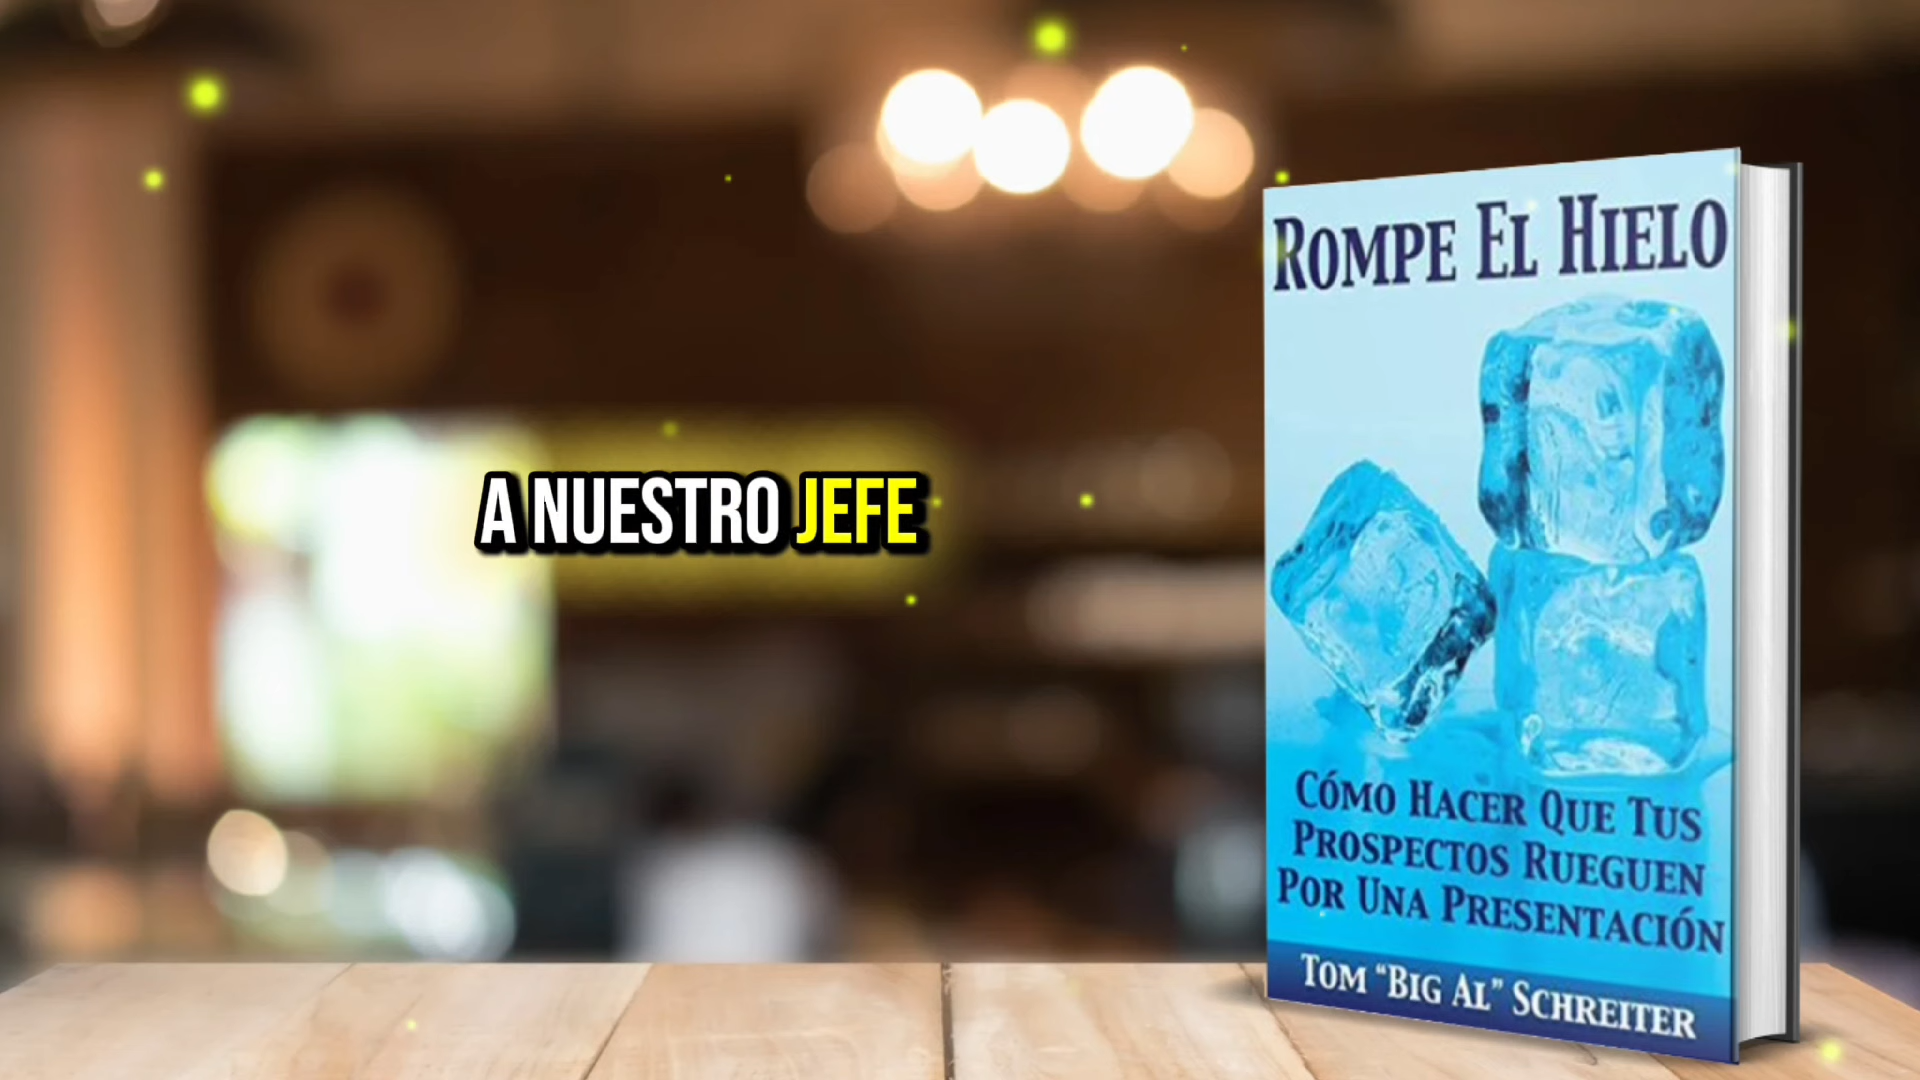 A NUESTRO JEFE
ROMPE EL HIELO
CÓMO HACER QUE TUS
PROSPECTOS RUEGUEN
POR UNA PRESENTACIÓN
TOM “BIG AL” SCHREITER